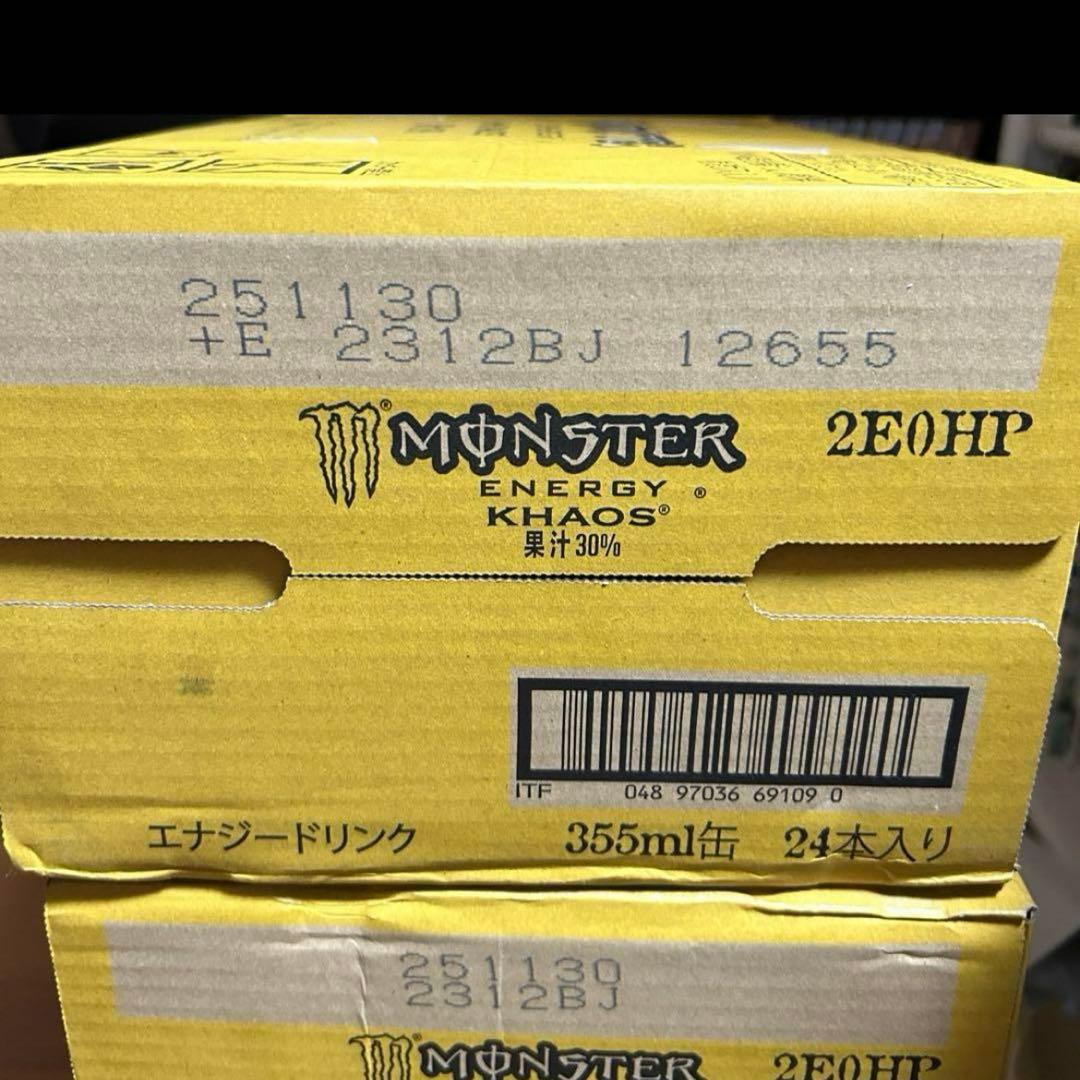 251130
+E 2312BJ 12655
MONSTER
2E0HP
ENERGY
KHAOS
果汁30%
ITF 048 97036 69109 0
エナジードリンク 355ml缶 24本入り
251130
2312BJ
MONSTER
2E0HP